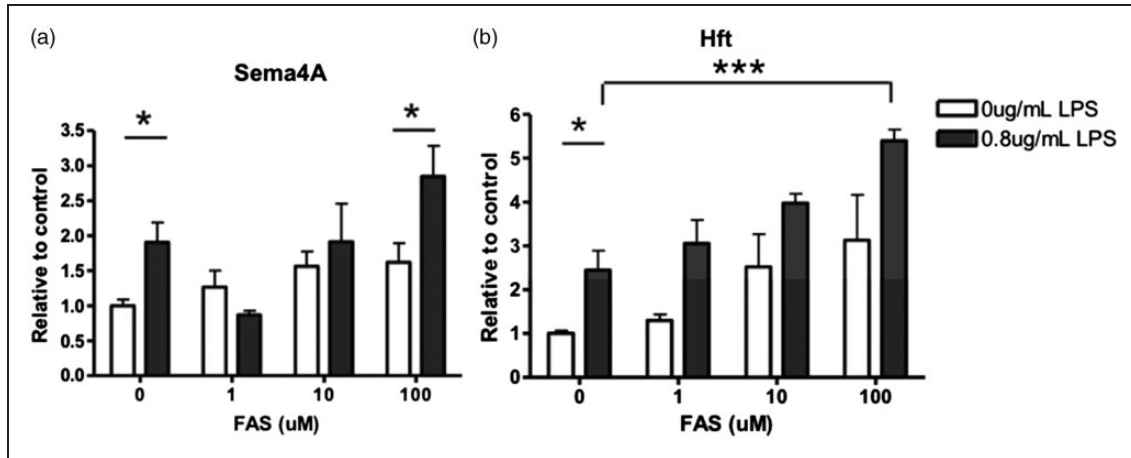 (a)
Sema4A
*
*
Relative to control
3.5
3.0
2.5
2.0
1.5
1.0
0.5
0.0
0 1 10 100
FAS (uM)
(b)
Hft
***
*
Relative to control
6
5
4
3
2
1
0
0 1 10 100
FAS (uM)
0ug/mL LPS
0.8ug/mL LPS